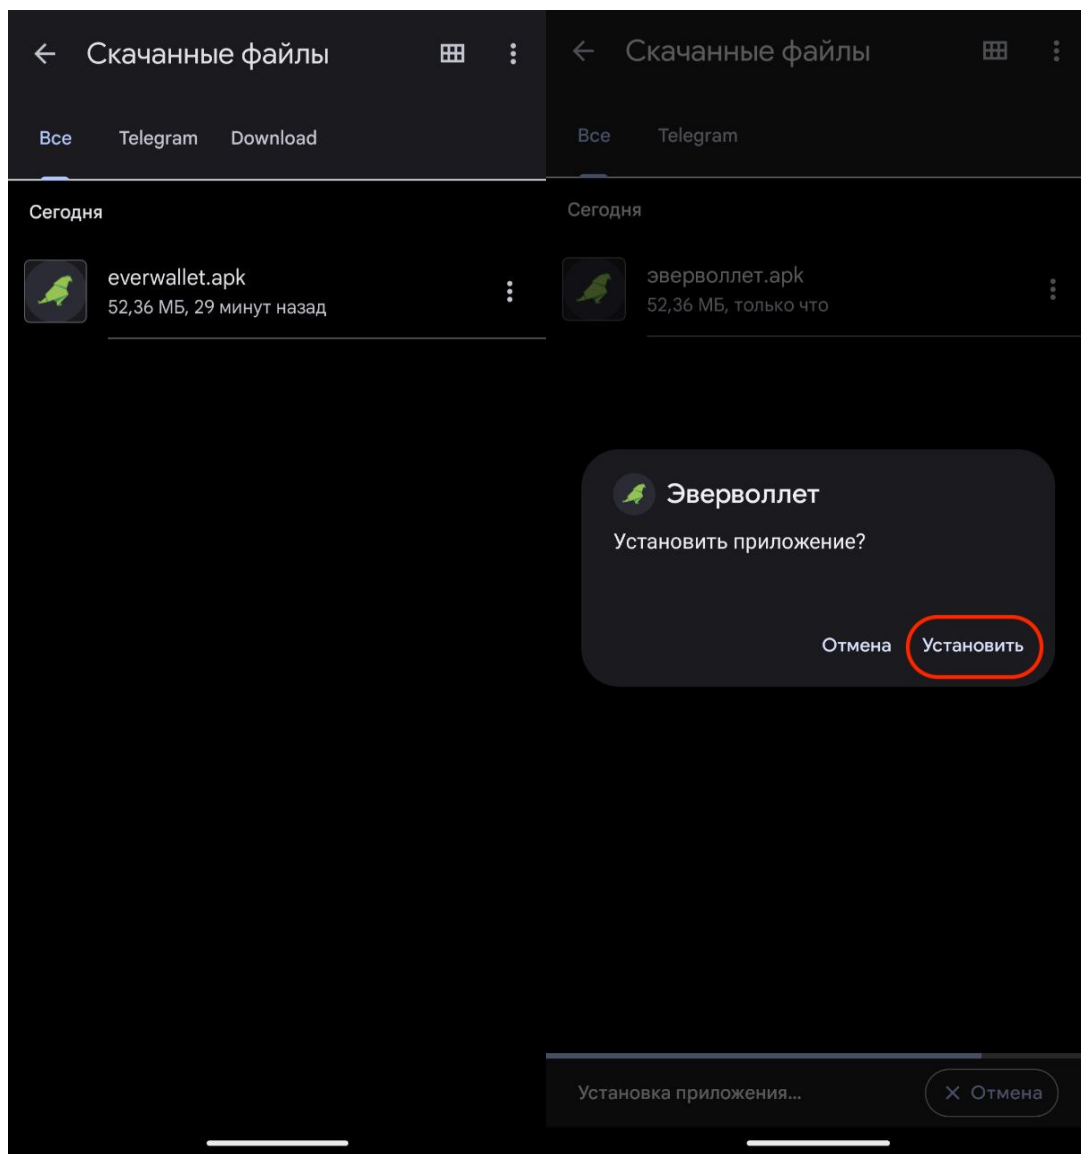 Скачанные файлы
Все Telegram Download
Сегодня
everwallet.apk
52,36 МБ, 29 минут назад
Скачанные файлы
Все Telegram
Сегодня
эверволлет.apk
52,36 МБ, только что
Эверволлет
Установить приложение?
Отмена Установить
Установка приложения...
Отмена